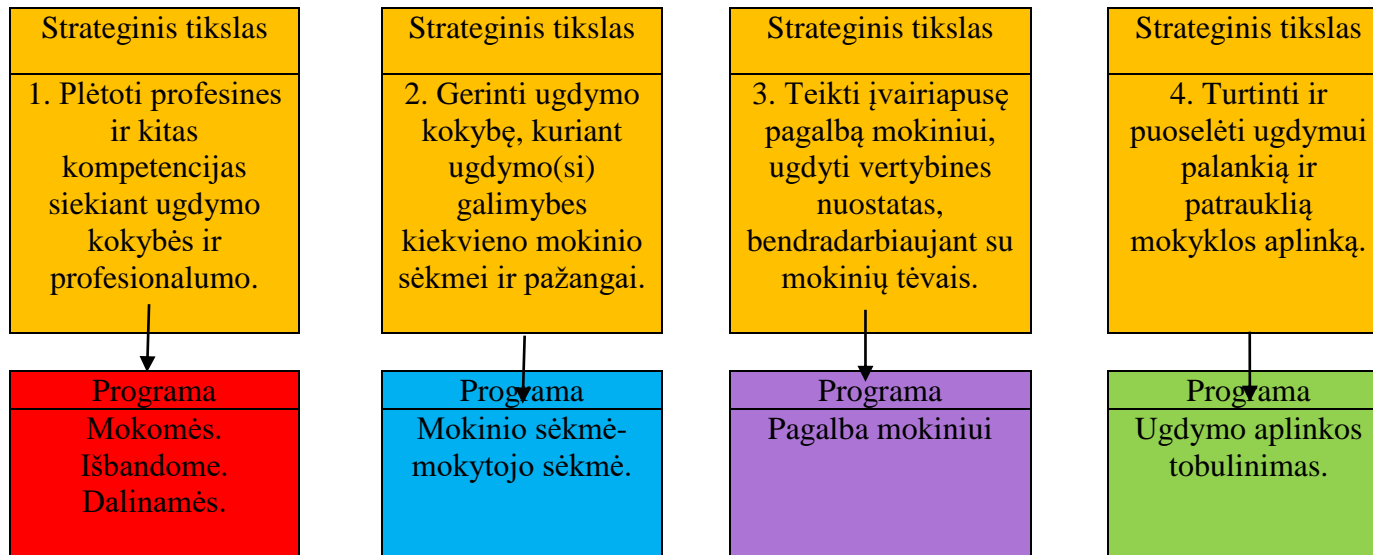 Strateginis tikslas
1. Plėtoti profesines
ir kitas
kompetencijas
siekiant ugdymo
kokybės ir
profesionalumo.
Programa
Mokomės.
Išbandome.
Dalinamės.
Strateginis tikslas
2. Gerinti ugdymo
kokybę, kuriant
ugdymo(si)
galimybes
kiekvieno mokinio
sėkmei ir pažangai.
Programa
Mokinio sėkmė-
mokytojo sėkmė.
Strateginis tikslas
3. Teikti įvairiapusę
pagalbą mokiniui,
ugdyti vertybines
nuostatas,
bendradarbiaujant su
mokinių tėvais.
Programa
Pagalba mokiniui
Strateginis tikslas
4. Turtinti ir
puoselėti ugdymui
palankią ir
patrauklią
mokyklos aplinką.
Programa
Ugdymo aplinkos
tobulinimas.